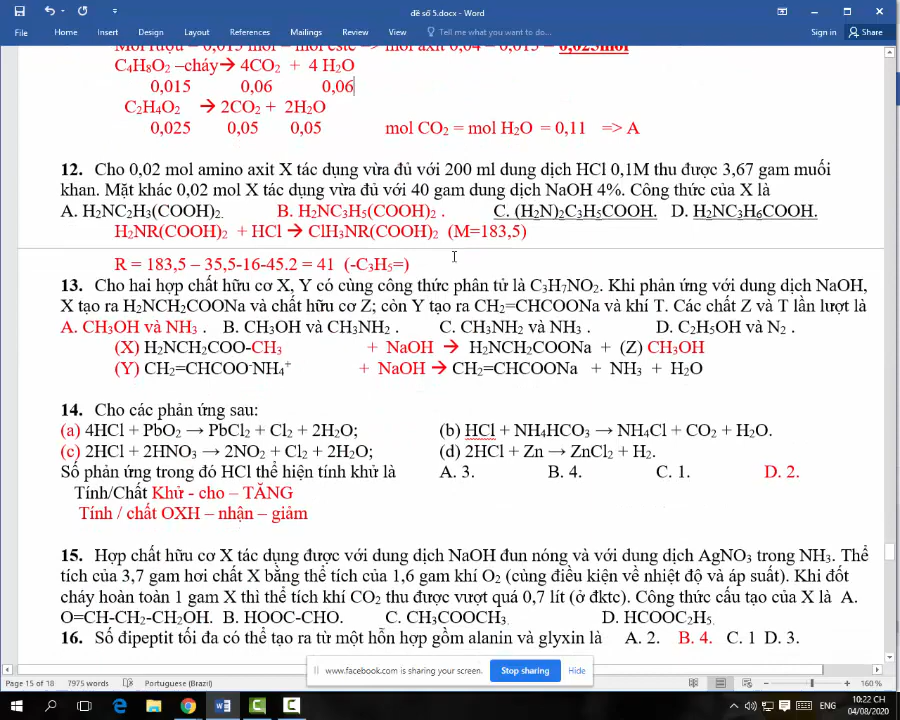 đề số 5.docx - Word
File Home Insert Design Layout References Mailings Review View Tell me what you want to do... Sign in Share
Mol rượu = 0,015 mol = mol este => mol axit 0,04 – 0,015 = 0,025mol
C₄H₈O₂ –cháy→ 4CO₂ + 4 H₂O
0,015 0,06 0,06
C₂H₄O₂ → 2CO₂ + 2H₂O
0,025 0,05 0,05 mol CO₂ = mol H₂O = 0,11 => A
12. Cho 0,02 mol amino axit X tác dụng vừa đủ với 200 ml dung dịch HCl 0,1M thu được 3,67 gam muối
khan. Mặt khác 0,02 mol X tác dụng vừa đủ với 40 gam dung dịch NaOH 4%. Công thức của X là
A. H₂NC₂H₃(COOH)₂. B. H₂NC₃H₅(COOH)₂ . C. (H₂N)₂C₃H₅COOH. D. H₂NC₃H₆COOH.
H₂NR(COOH)₂ + HCl → ClH₃NR(COOH)₂ (M=183,5)
R = 183,5 – 35,5-16-45.2 = 41 (-C₃H₅=)
13. Cho hai hợp chất hữu cơ X, Y có cùng công thức phân tử là C₃H₇NO₂. Khi phản ứng với dung dịch NaOH,
X tạo ra H₂NCH₂COONa và chất hữu cơ Z; còn Y tạo ra CH₂=CHCOONa và khí T. Các chất Z và T lần lượt là
A. CH₃OH và NH₃ . B. CH₃OH và CH₃NH₂ . C. CH₃NH₂ và NH₃ . D. C₂H₅OH và N₂ .
(X) H₂NCH₂COO-CH₃ + NaOH → H₂NCH₂COONa + (Z) CH₃OH
(Y) CH₂=CHCOO⁻NH₄⁺ + NaOH → CH₂=CHCOONa + NH₃ + H₂O
14. Cho các phản ứng sau:
(a) 4HCl + PbO₂ → PbCl₂ + Cl₂ + 2H₂O; (b) HCl + NH₄HCO₃ → NH₄Cl + CO₂ + H₂O.
(c) 2HCl + 2HNO₃ → 2NO₂ + Cl₂ + 2H₂O; (d) 2HCl + Zn → ZnCl₂ + H₂.
Số phản ứng trong đó HCl thể hiện tính khử là A. 3. B. 4. C. 1. D. 2.
Tính/Chất Khử - cho – TĂNG
Tính / chất OXH – nhận – giảm
15. Hợp chất hữu cơ X tác dụng được với dung dịch NaOH đun nóng và với dung dịch AgNO₃ trong NH₃. Thể
tích của 3,7 gam hơi chất X bằng thể tích của 1,6 gam khí O₂ (cùng điều kiện về nhiệt độ và áp suất). Khi đốt
cháy hoàn toàn 1 gam X thì thể tích khí CO₂ thu được vượt quá 0,7 lít (ở đktc). Công thức cấu tạo của X là A.
O=CH-CH₂-CH₂OH. B. HOOC-CHO. C. CH₃COOCH₃. D. HCOOC₂H₅.
16. Số đipeptit tối đa có thể tạo ra từ một hỗn hợp gồm alanin và glyxin là A. 2. B. 4. C. 1 D. 3.
www.facebook.com is sharing your screen. Stop sharing Hide
Page 15 of 18 7975 words Portuguese (Brazil) 160 %
ENG 10:22 CH
04/08/2020